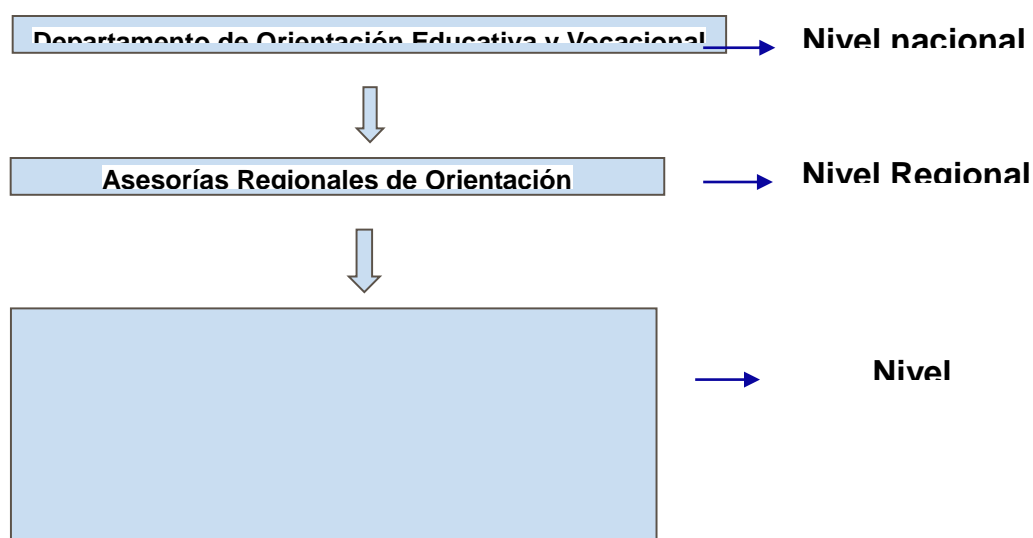 Departamento de Orientación Educativa y Vocacional
Nivel nacional
Asesorías Regionales de Orientación
Nivel Regional
Nivel